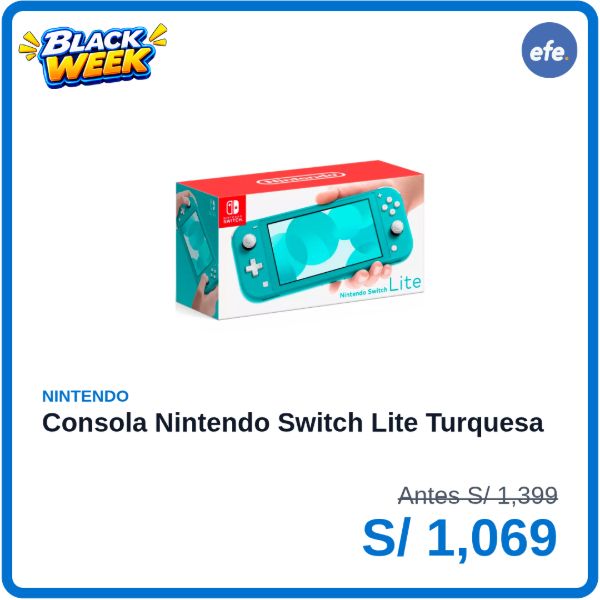 BLACK
WEEK
efe.
Nintendo
NINTENDO
SWITCH
Nintendo Switch Lite
NINTENDO
Consola Nintendo Switch Lite Turquesa
Antes S/ 1,399
S/ 1,069